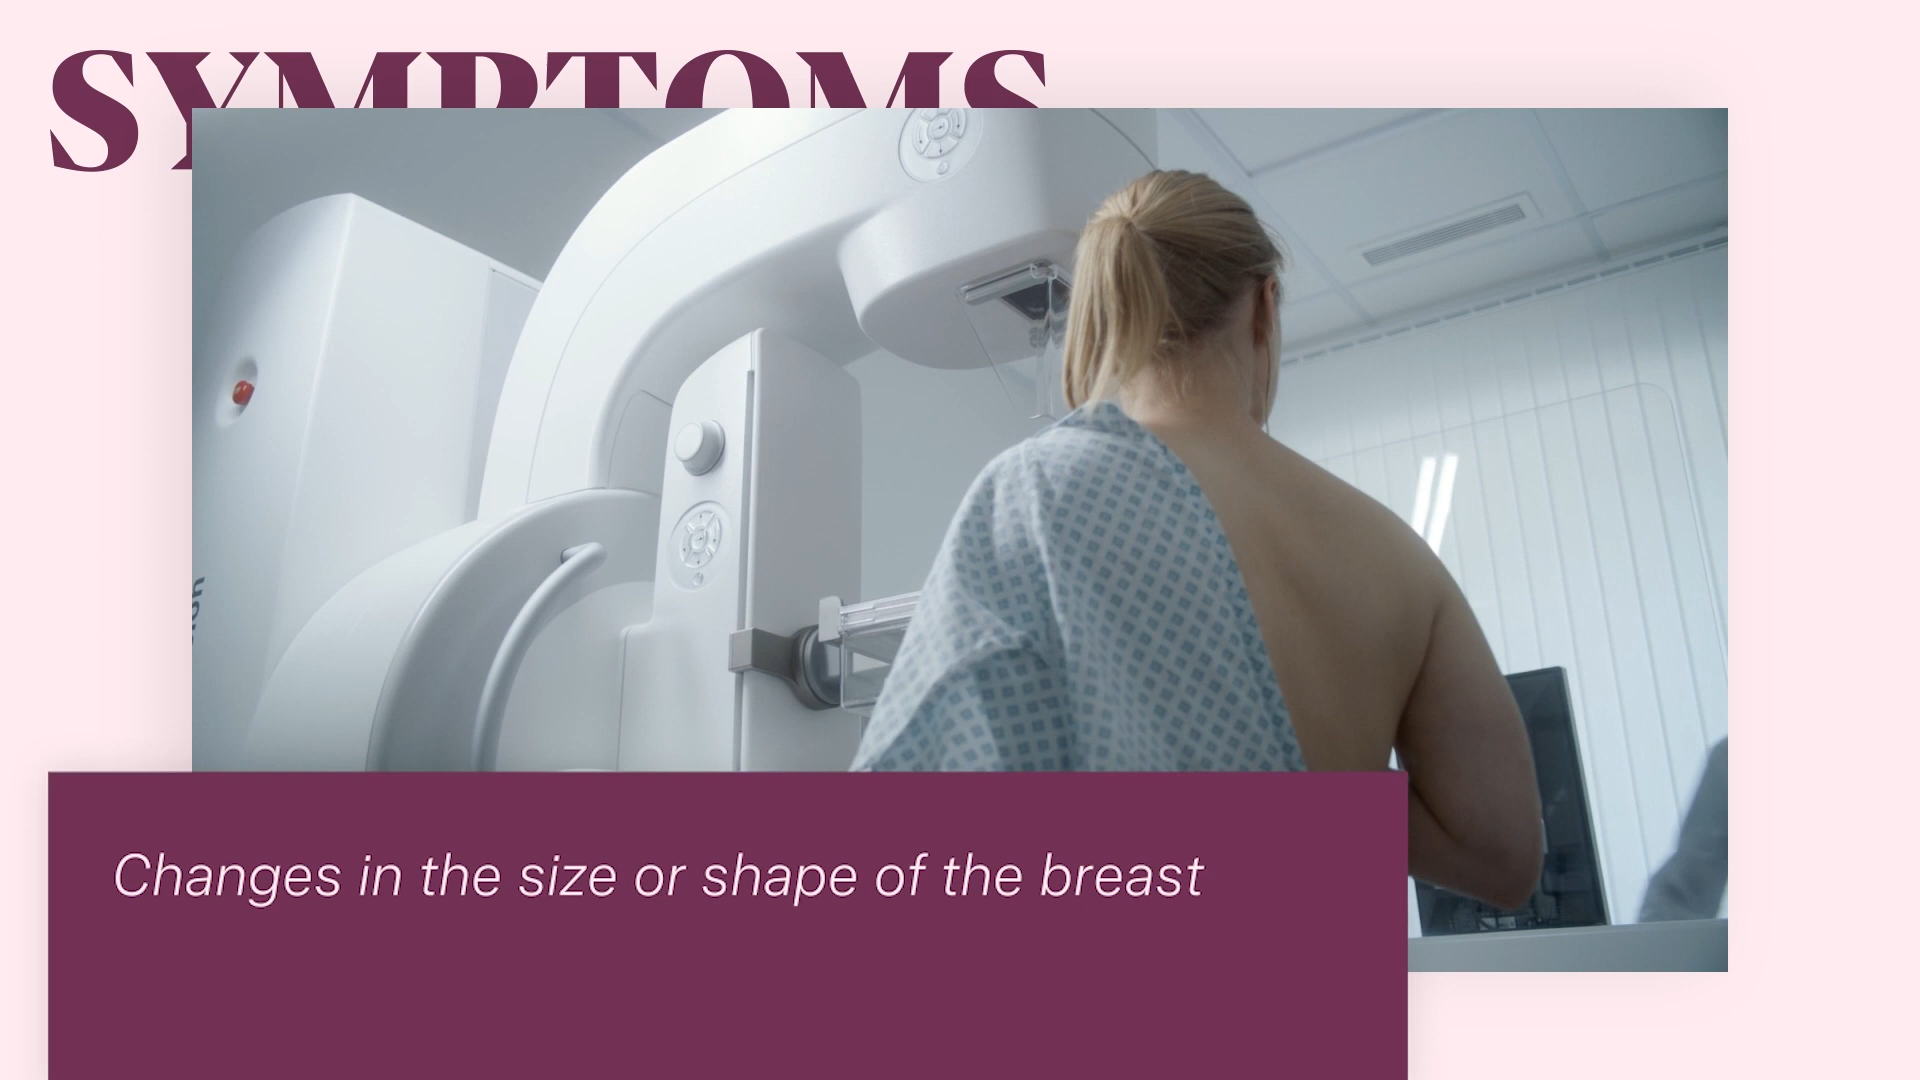 SYMPTOMS
Changes in the size or shape of the breast